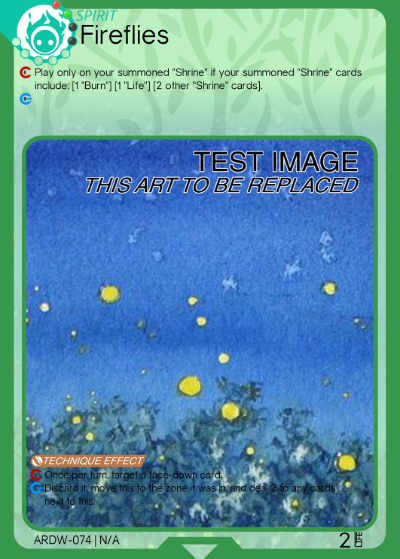 SPIRIT
Fireflies
C Play only on your summoned "Shrine" if your summoned "Shrine" cards
include: [1 "Burn"] [1 "Life"] [2 other "Shrine" cards].
TEST IMAGE
THIS ART TO BE REPLACED
TECHNIQUE EFFECT
C Once per turn, target a face-down card.
Discard it, move this to the zone it was in, and deal 2 to any cards
next to this.
ARDW-074 | N/A
2 LIFE